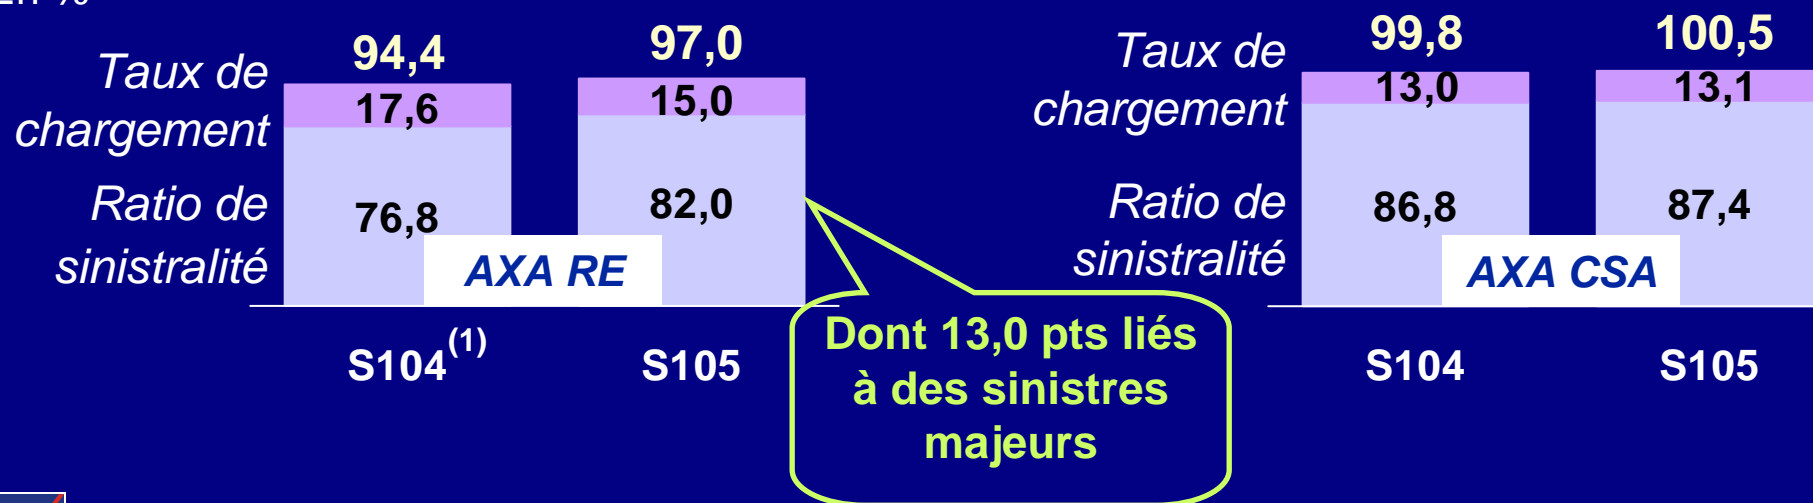 En %
Taux de
chargement
94,4
17,6
97,0
15,0
Ratio de
sinistralité
76,8
82,0
AXA RE
S104(1)
S105
Dont 13,0 pts liés
à des sinistres
majeurs
Taux de
chargement
99,8
13,0
100,5
13,1
Ratio de
sinistralité
86,8
87,4
AXA CSA
S104
S105